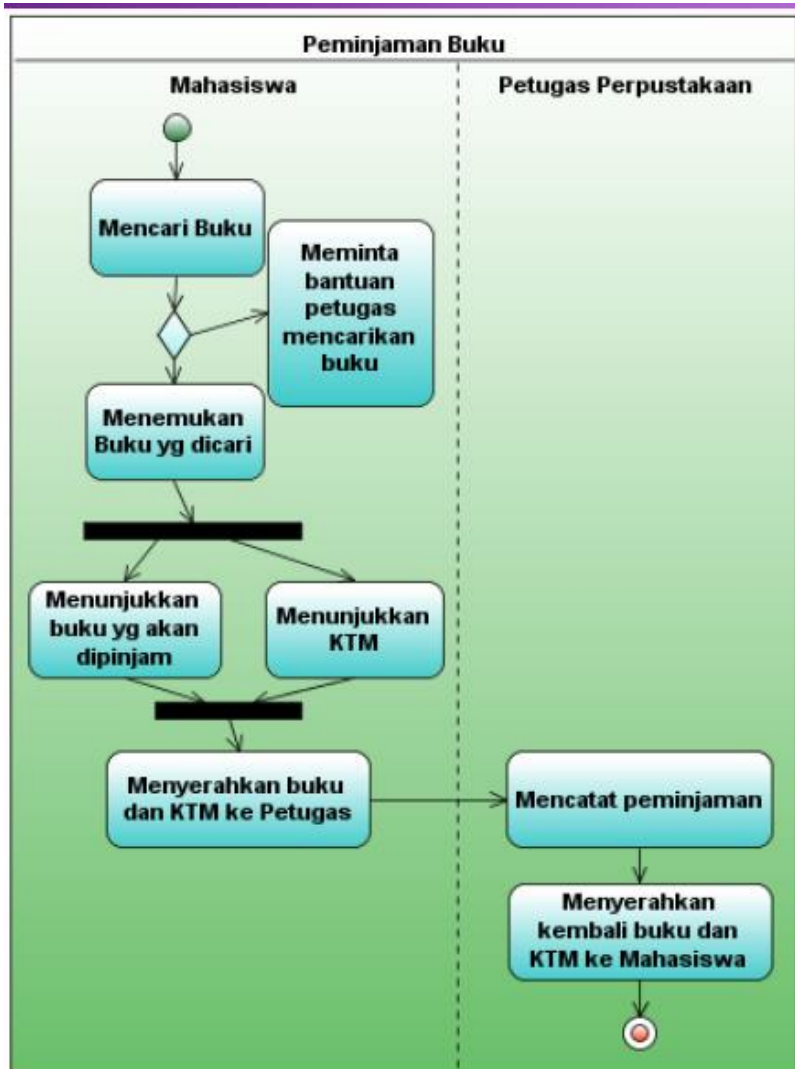 Peminjaman Buku
Mahasiswa
Petugas Perpustakaan
Mencari Buku
Meminta
bantuan
petugas
mencarikan
buku
Menemukan
Buku yg dicari
Menunjukkan
buku yg akan
dipinjam
Menunjukkan
KTM
Menyerahkan buku
dan KTM ke Petugas
Mencatat peminjaman
Menyerahkan
kembali buku dan
KTM ke Mahasiswa